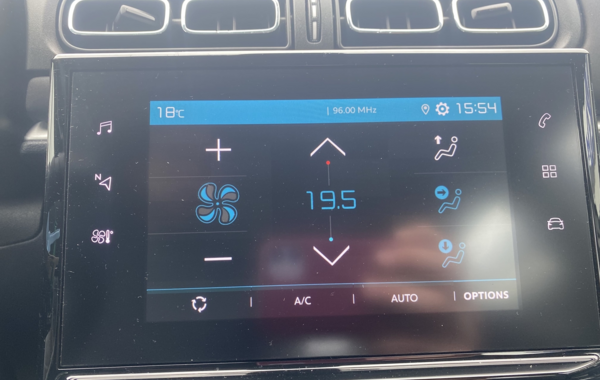 18°C | 96.00 MHz 15:54
N
19.5
A/C | AUTO | OPTIONS